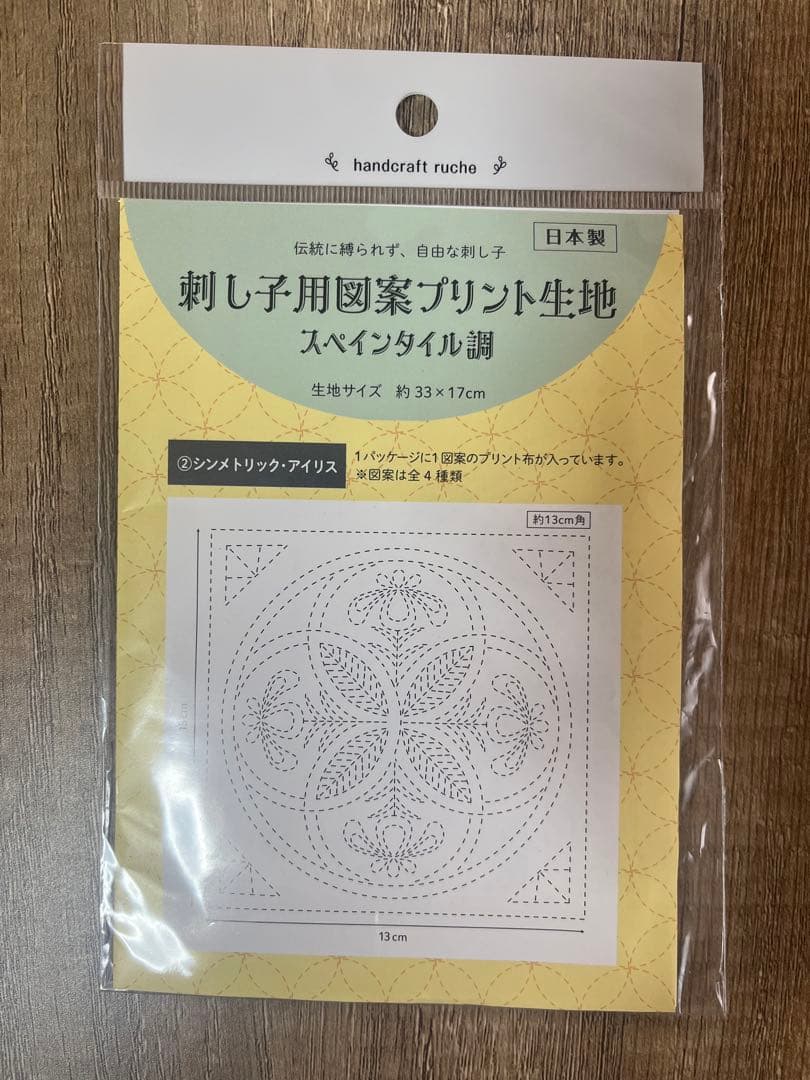 handcraft ruche
日本製
伝統に縛られず、自由な刺し子
刺し子用図案プリント生地
スペインタイル調
生地サイズ 約33×17cm
②シンメトリック・アイリス
1パッケージに1図案のプリント布が入っています。
※図案は全4種類
約13cm角
13cm
13cm